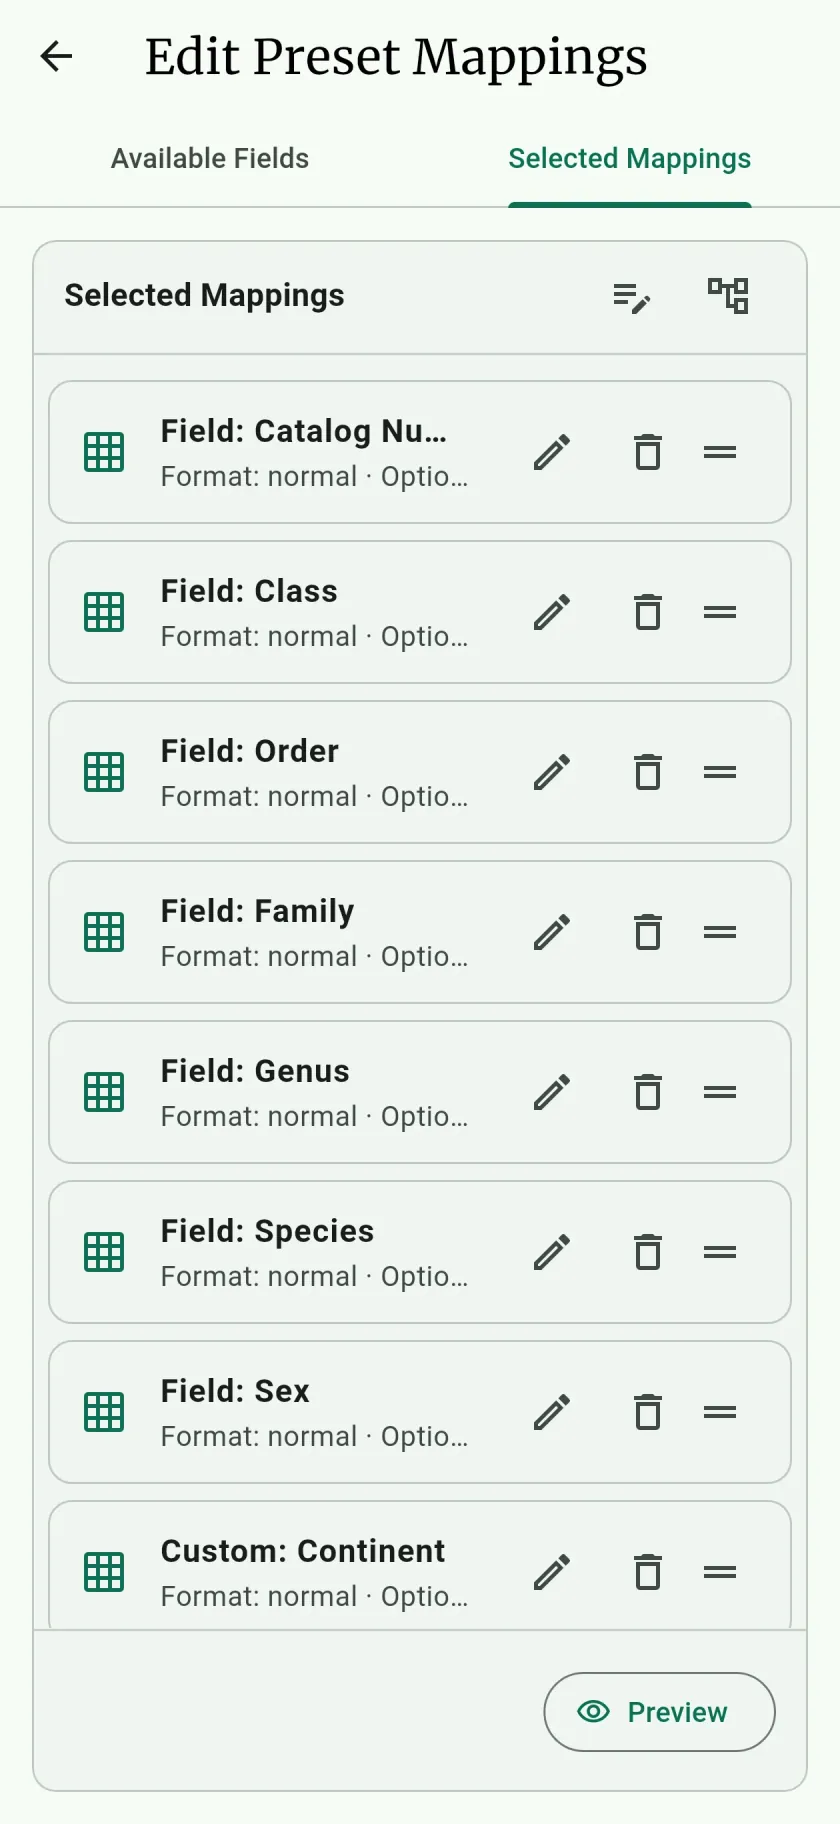 Edit Preset Mappings
Available Fields
Selected Mappings
Selected Mappings
Field: Catalog Nu...
Format: normal · Optio...
Field: Class
Format: normal · Optio...
Field: Order
Format: normal · Optio...
Field: Family
Format: normal · Optio...
Field: Genus
Format: normal · Optio...
Field: Species
Format: normal · Optio...
Field: Sex
Format: normal · Optio...
Custom: Continent
Format: normal · Optio...
Preview